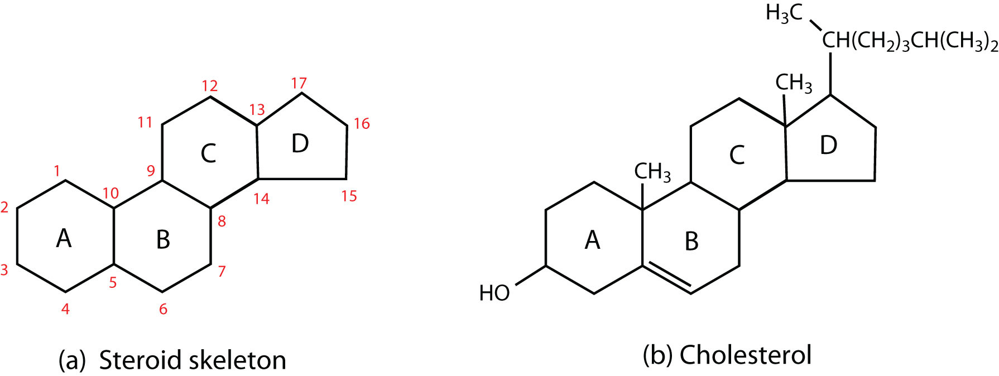 12
17
13
11
16
C
D
9
1
10
14
15
2
8
A
B
3
7
5
4
6
(a) Steroid skeleton
H₃C
CH(CH₂)₃CH(CH₃)₂
CH₃
C
D
CH₃
A
B
HO
(b) Cholesterol